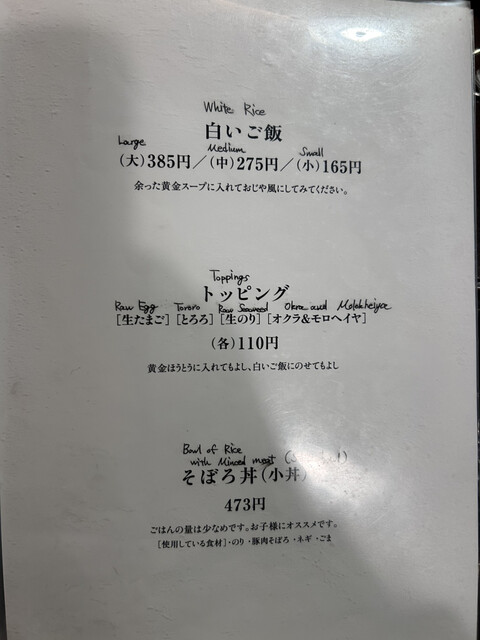 White Rice
白いご飯
Large Medium Small
(大)385円／(中)275円／(小)165円
余った黄金スープに入れておじや風にしてみてください。
Toppings
トッピング
Raw Egg Tororo Raw Seaweed Okra and Molokheiya
[生たまご] [とろろ] [生のり] [オクラ&モロヘイヤ]
(各)110円
黄金ほうとうに入れてもよし、白いご飯にのせてもよし
Bowl of Rice
with Minced meat
そぼろ丼(小丼)
473円
ごはんの量は少なめです。お子様にオススメです。
[使用している食材]・のり・豚肉そぼろ・ネギ・ごま